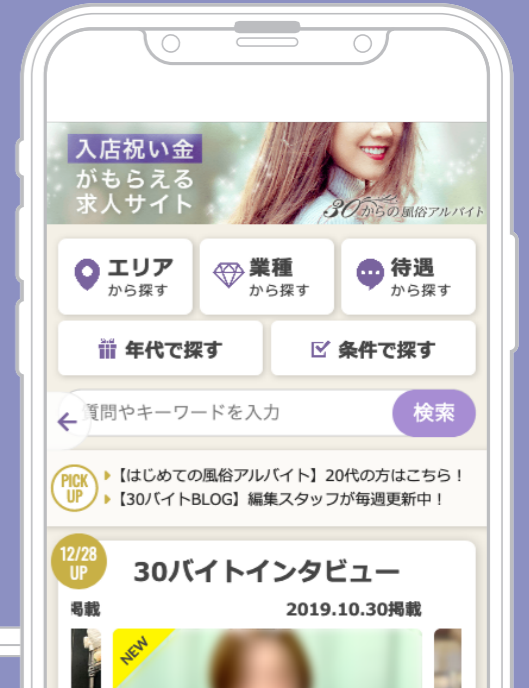 入店祝い金
がもらえる
求人サイト
30からの風俗アルバイト
エリア
から探す
業種
から探す
待遇
から探す
年代で探す
条件で探す
質問やキーワードを入力
検索
PICK
UP
【はじめての風俗アルバイト】20代の方はこちら！
【30バイトBLOG】編集スタッフが毎週更新中！
12/28
UP
30バイトインタビュー
掲載
2019.10.30掲載
NEW